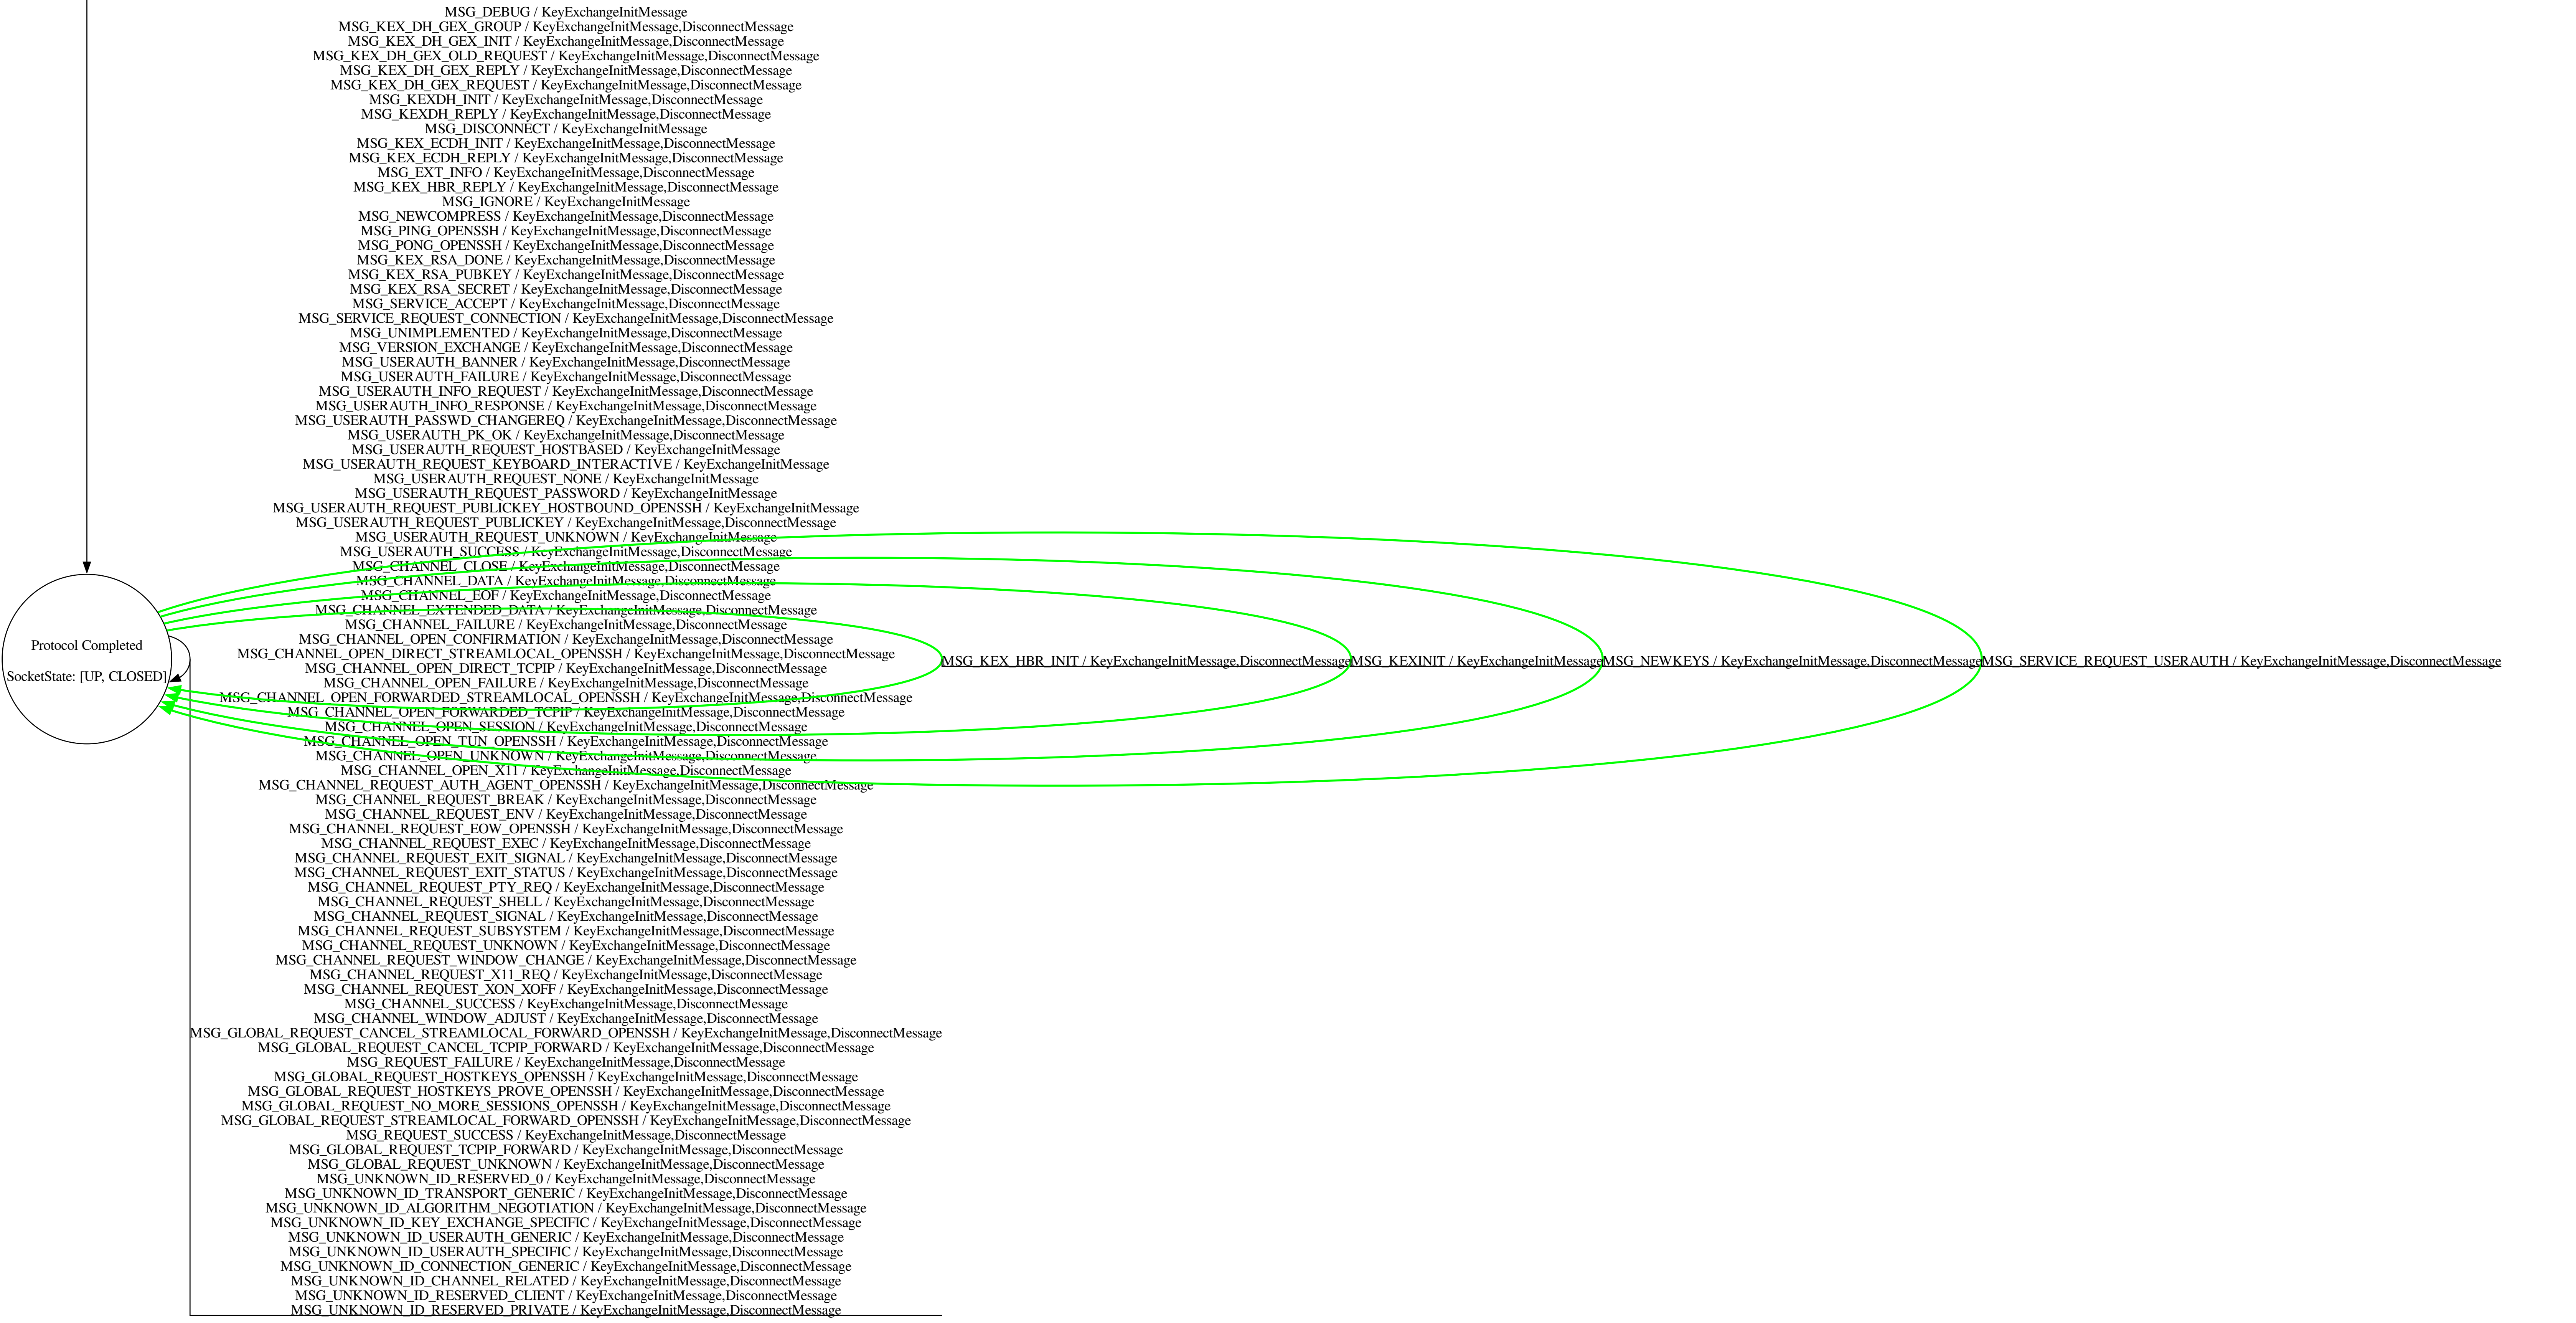 MSG_DEBUG / KeyExchangeInitMessage
MSG_KEX_DH_GEX_GROUP / KeyExchangeInitMessage,DisconnectMessage
MSG_KEX_DH_GEX_INIT / KeyExchangeInitMessage,DisconnectMessage
MSG_KEX_DH_GEX_OLD_REQUEST / KeyExchangeInitMessage,DisconnectMessage
MSG_KEX_DH_GEX_REPLY / KeyExchangeInitMessage,DisconnectMessage
MSG_KEX_DH_GEX_REQUEST / KeyExchangeInitMessage,DisconnectMessage
MSG_KEXDH_INIT / KeyExchangeInitMessage,DisconnectMessage
MSG_KEXDH_REPLY / KeyExchangeInitMessage,DisconnectMessage
MSG_DISCONNECT / KeyExchangeInitMessage
MSG_KEX_ECDH_INIT / KeyExchangeInitMessage,DisconnectMessage
MSG_KEX_ECDH_REPLY / KeyExchangeInitMessage,DisconnectMessage
MSG_EXT_INFO / KeyExchangeInitMessage,DisconnectMessage
MSG_KEX_HBR_REPLY / KeyExchangeInitMessage,DisconnectMessage
MSG_IGNORE / KeyExchangeInitMessage
MSG_NEWCOMPRESS / KeyExchangeInitMessage,DisconnectMessage
MSG_PING_OPENSSH / KeyExchangeInitMessage,DisconnectMessage
MSG_PONG_OPENSSH / KeyExchangeInitMessage,DisconnectMessage
MSG_KEX_RSA_DONE / KeyExchangeInitMessage,DisconnectMessage
MSG_KEX_RSA_PUBKEY / KeyExchangeInitMessage,DisconnectMessage
MSG_KEX_RSA_SECRET / KeyExchangeInitMessage,DisconnectMessage
MSG_SERVICE_ACCEPT / KeyExchangeInitMessage,DisconnectMessage
MSG_SERVICE_REQUEST_CONNECTION / KeyExchangeInitMessage,DisconnectMessage
MSG_UNIMPLEMENTED / KeyExchangeInitMessage,DisconnectMessage
MSG_VERSION_EXCHANGE / KeyExchangeInitMessage,DisconnectMessage
MSG_USERAUTH_BANNER / KeyExchangeInitMessage,DisconnectMessage
MSG_USERAUTH_FAILURE / KeyExchangeInitMessage,DisconnectMessage
MSG_USERAUTH_INFO_REQUEST / KeyExchangeInitMessage,DisconnectMessage
MSG_USERAUTH_INFO_RESPONSE / KeyExchangeInitMessage,DisconnectMessage
MSG_USERAUTH_PASSWD_CHANGEREQ / KeyExchangeInitMessage,DisconnectMessage
MSG_USERAUTH_PK_OK / KeyExchangeInitMessage,DisconnectMessage
MSG_USERAUTH_REQUEST_HOSTBASED / KeyExchangeInitMessage
MSG_USERAUTH_REQUEST_KEYBOARD_INTERACTIVE / KeyExchangeInitMessage
MSG_USERAUTH_REQUEST_NONE / KeyExchangeInitMessage
MSG_USERAUTH_REQUEST_PASSWORD / KeyExchangeInitMessage
MSG_USERAUTH_REQUEST_PUBLICKEY_HOSTBOUND_OPENSSH / KeyExchangeInitMessage
MSG_USERAUTH_REQUEST_PUBLICKEY / KeyExchangeInitMessage,DisconnectMessage
MSG_USERAUTH_REQUEST_UNKNOWN / KeyExchangeInitMessage
MSG_USERAUTH_SUCCESS / KeyExchangeInitMessage,DisconnectMessage
MSG_CHANNEL_CLOSE / KeyExchangeInitMessage,DisconnectMessage
MSG_CHANNEL_DATA / KeyExchangeInitMessage,DisconnectMessage
MSG_CHANNEL_EOF / KeyExchangeInitMessage,DisconnectMessage
MSG_CHANNEL_EXTENDED_DATA / KeyExchangeInitMessage,DisconnectMessage
MSG_CHANNEL_FAILURE / KeyExchangeInitMessage,DisconnectMessage
MSG_CHANNEL_OPEN_CONFIRMATION / KeyExchangeInitMessage,DisconnectMessage
MSG_CHANNEL_OPEN_DIRECT_STREAMLOCAL_OPENSSH / KeyExchangeInitMessage,DisconnectMessage
MSG_CHANNEL_OPEN_DIRECT_TCPIP / KeyExchangeInitMessage,DisconnectMessage
MSG_CHANNEL_OPEN_FAILURE / KeyExchangeInitMessage,DisconnectMessage
MSG_CHANNEL_OPEN_FORWARDED_STREAMLOCAL_OPENSSH / KeyExchangeInitMessage,DisconnectMessage
MSG_CHANNEL_OPEN_FORWARDED_TCPIP / KeyExchangeInitMessage,DisconnectMessage
MSG_CHANNEL_OPEN_SESSION / KeyExchangeInitMessage,DisconnectMessage
MSG_CHANNEL_OPEN_TUN_OPENSSH / KeyExchangeInitMessage,DisconnectMessage
MSG_CHANNEL_OPEN_UNKNOWN / KeyExchangeInitMessage,DisconnectMessage
MSG_CHANNEL_OPEN_X11 / KeyExchangeInitMessage,DisconnectMessage
MSG_CHANNEL_REQUEST_AUTH_AGENT_OPENSSH / KeyExchangeInitMessage,DisconnectMessage
MSG_CHANNEL_REQUEST_BREAK / KeyExchangeInitMessage,DisconnectMessage
MSG_CHANNEL_REQUEST_ENV / KeyExchangeInitMessage,DisconnectMessage
MSG_CHANNEL_REQUEST_EOW_OPENSSH / KeyExchangeInitMessage,DisconnectMessage
MSG_CHANNEL_REQUEST_EXEC / KeyExchangeInitMessage,DisconnectMessage
MSG_CHANNEL_REQUEST_EXIT_SIGNAL / KeyExchangeInitMessage,DisconnectMessage
MSG_CHANNEL_REQUEST_EXIT_STATUS / KeyExchangeInitMessage,DisconnectMessage
MSG_CHANNEL_REQUEST_PTY_REQ / KeyExchangeInitMessage,DisconnectMessage
MSG_CHANNEL_REQUEST_SHELL / KeyExchangeInitMessage,DisconnectMessage
MSG_CHANNEL_REQUEST_SIGNAL / KeyExchangeInitMessage,DisconnectMessage
MSG_CHANNEL_REQUEST_SUBSYSTEM / KeyExchangeInitMessage,DisconnectMessage
MSG_CHANNEL_REQUEST_UNKNOWN / KeyExchangeInitMessage,DisconnectMessage
MSG_CHANNEL_REQUEST_WINDOW_CHANGE / KeyExchangeInitMessage,DisconnectMessage
MSG_CHANNEL_REQUEST_X11_REQ / KeyExchangeInitMessage,DisconnectMessage
MSG_CHANNEL_REQUEST_XON_XOFF / KeyExchangeInitMessage,DisconnectMessage
MSG_CHANNEL_SUCCESS / KeyExchangeInitMessage,DisconnectMessage
MSG_CHANNEL_WINDOW_ADJUST / KeyExchangeInitMessage,DisconnectMessage
MSG_GLOBAL_REQUEST_CANCEL_STREAMLOCAL_FORWARD_OPENSSH / KeyExchangeInitMessage,DisconnectMessage
MSG_GLOBAL_REQUEST_CANCEL_TCPIP_FORWARD / KeyExchangeInitMessage,DisconnectMessage
MSG_REQUEST_FAILURE / KeyExchangeInitMessage,DisconnectMessage
MSG_GLOBAL_REQUEST_HOSTKEYS_OPENSSH / KeyExchangeInitMessage,DisconnectMessage
MSG_GLOBAL_REQUEST_HOSTKEYS_PROVE_OPENSSH / KeyExchangeInitMessage,DisconnectMessage
MSG_GLOBAL_REQUEST_NO_MORE_SESSIONS_OPENSSH / KeyExchangeInitMessage,DisconnectMessage
MSG_GLOBAL_REQUEST_STREAMLOCAL_FORWARD_OPENSSH / KeyExchangeInitMessage,DisconnectMessage
MSG_REQUEST_SUCCESS / KeyExchangeInitMessage,DisconnectMessage
MSG_GLOBAL_REQUEST_TCPIP_FORWARD / KeyExchangeInitMessage,DisconnectMessage
MSG_GLOBAL_REQUEST_UNKNOWN / KeyExchangeInitMessage,DisconnectMessage
MSG_UNKNOWN_ID_RESERVED_0 / KeyExchangeInitMessage,DisconnectMessage
MSG_UNKNOWN_ID_TRANSPORT_GENERIC / KeyExchangeInitMessage,DisconnectMessage
MSG_UNKNOWN_ID_ALGORITHM_NEGOTIATION / KeyExchangeInitMessage,DisconnectMessage
MSG_UNKNOWN_ID_KEY_EXCHANGE_SPECIFIC / KeyExchangeInitMessage,DisconnectMessage
MSG_UNKNOWN_ID_USERAUTH_GENERIC / KeyExchangeInitMessage,DisconnectMessage
MSG_UNKNOWN_ID_USERAUTH_SPECIFIC / KeyExchangeInitMessage,DisconnectMessage
MSG_UNKNOWN_ID_CONNECTION_GENERIC / KeyExchangeInitMessage,DisconnectMessage
MSG_UNKNOWN_ID_CHANNEL_RELATED / KeyExchangeInitMessage,DisconnectMessage
MSG_UNKNOWN_ID_RESERVED_CLIENT / KeyExchangeInitMessage,DisconnectMessage
MSG_UNKNOWN_ID_RESERVED_PRIVATE / KeyExchangeInitMessage,DisconnectMessage
Protocol Completed
SocketState: [UP, CLOSED]
MSG_KEX_HBR_INIT / KeyExchangeInitMessage,DisconnectMessage
MSG_KEXINIT / KeyExchangeInitMessage
MSG_NEWKEYS / KeyExchangeInitMessage,DisconnectMessage
MSG_SERVICE_REQUEST_USERAUTH / KeyExchangeInitMessage,DisconnectMessage